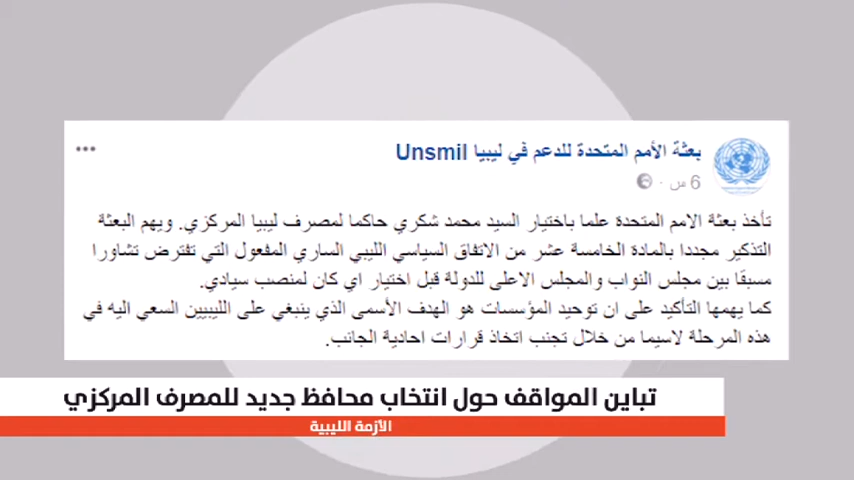 بعثة الأمم المتحدة للدعم في ليبيا Unsmil
6 س ·
تأخذ بعثة الامم المتحدة علما باختيار السيد محمد شكري حاكما لمصرف ليبيا المركزي. ويهم البعثة
التذكير مجددا بالمادة الخامسة عشر من الاتفاق السياسي الليبي الساري المفعول التي تفترض تشاورا
مسبقا بين مجلس النواب والمجلس الاعلى للدولة قبل اختيار اي كان لمنصب سيادي.
كما يهمها التأكيد على ان توحيد المؤسسات هو الهدف الأسمى الذي ينبغي على الليبيين السعي اليه في
هذه المرحلة لاسيما من خلال تجنب اتخاذ قرارات احادية الجانب.
تباين المواقف حول انتخاب محافظ جديد للمصرف المركزي
الأزمة الليبية